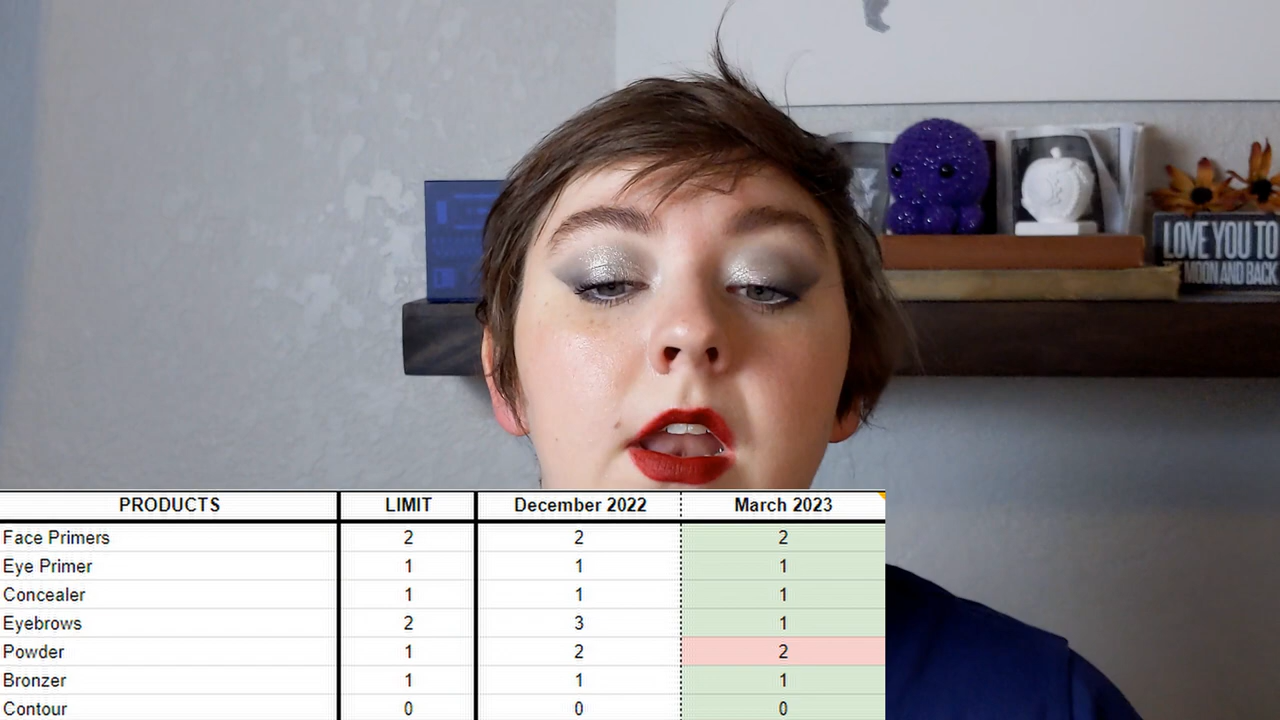 LOVE YOU TO
MOON AND BACK
PRODUCTS LIMIT December 2022 March 2023
Face Primers 2 2 2
Eye Primer 1 1 1
Concealer 1 1 1
Eyebrows 2 3 1
Powder 1 2 2
Bronzer 1 1 1
Contour 0 0 0